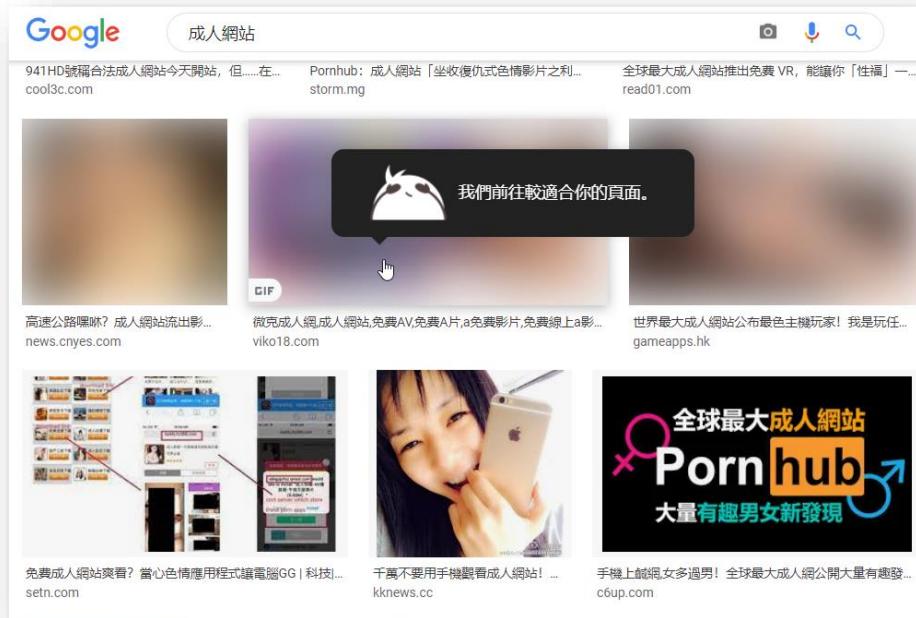 Google
成人網站
941HD號稱合法成人網站今天開站，但......在...
cool3c.com
Pornhub：成人網站「坐收復仇式色情影片之利...
storm.mg
全球最大成人網站推出免費 VR，能讓你「性福」一...
read01.com
我們前往較適合你的頁面。
GIF
高速公路嘿咻？成人網站流出影...
news.cnyes.com
微克成人網,成人網站,免費AV,免費A片,a免費影片,免費線上a影...
viko18.com
世界最大成人網站公布最色主機玩家！我是玩任...
gameapps.hk
全球最大成人網站
Porn hub
大量有趣男女新發現
免費成人網站爽看？當心色情應用程式讓電腦GG | 科技|...
setn.com
千萬不要用手機觀看成人網站！...
kknews.cc
手機上鹹網,女多過男！全球最大成人網公開大量有趣發...
c6up.com